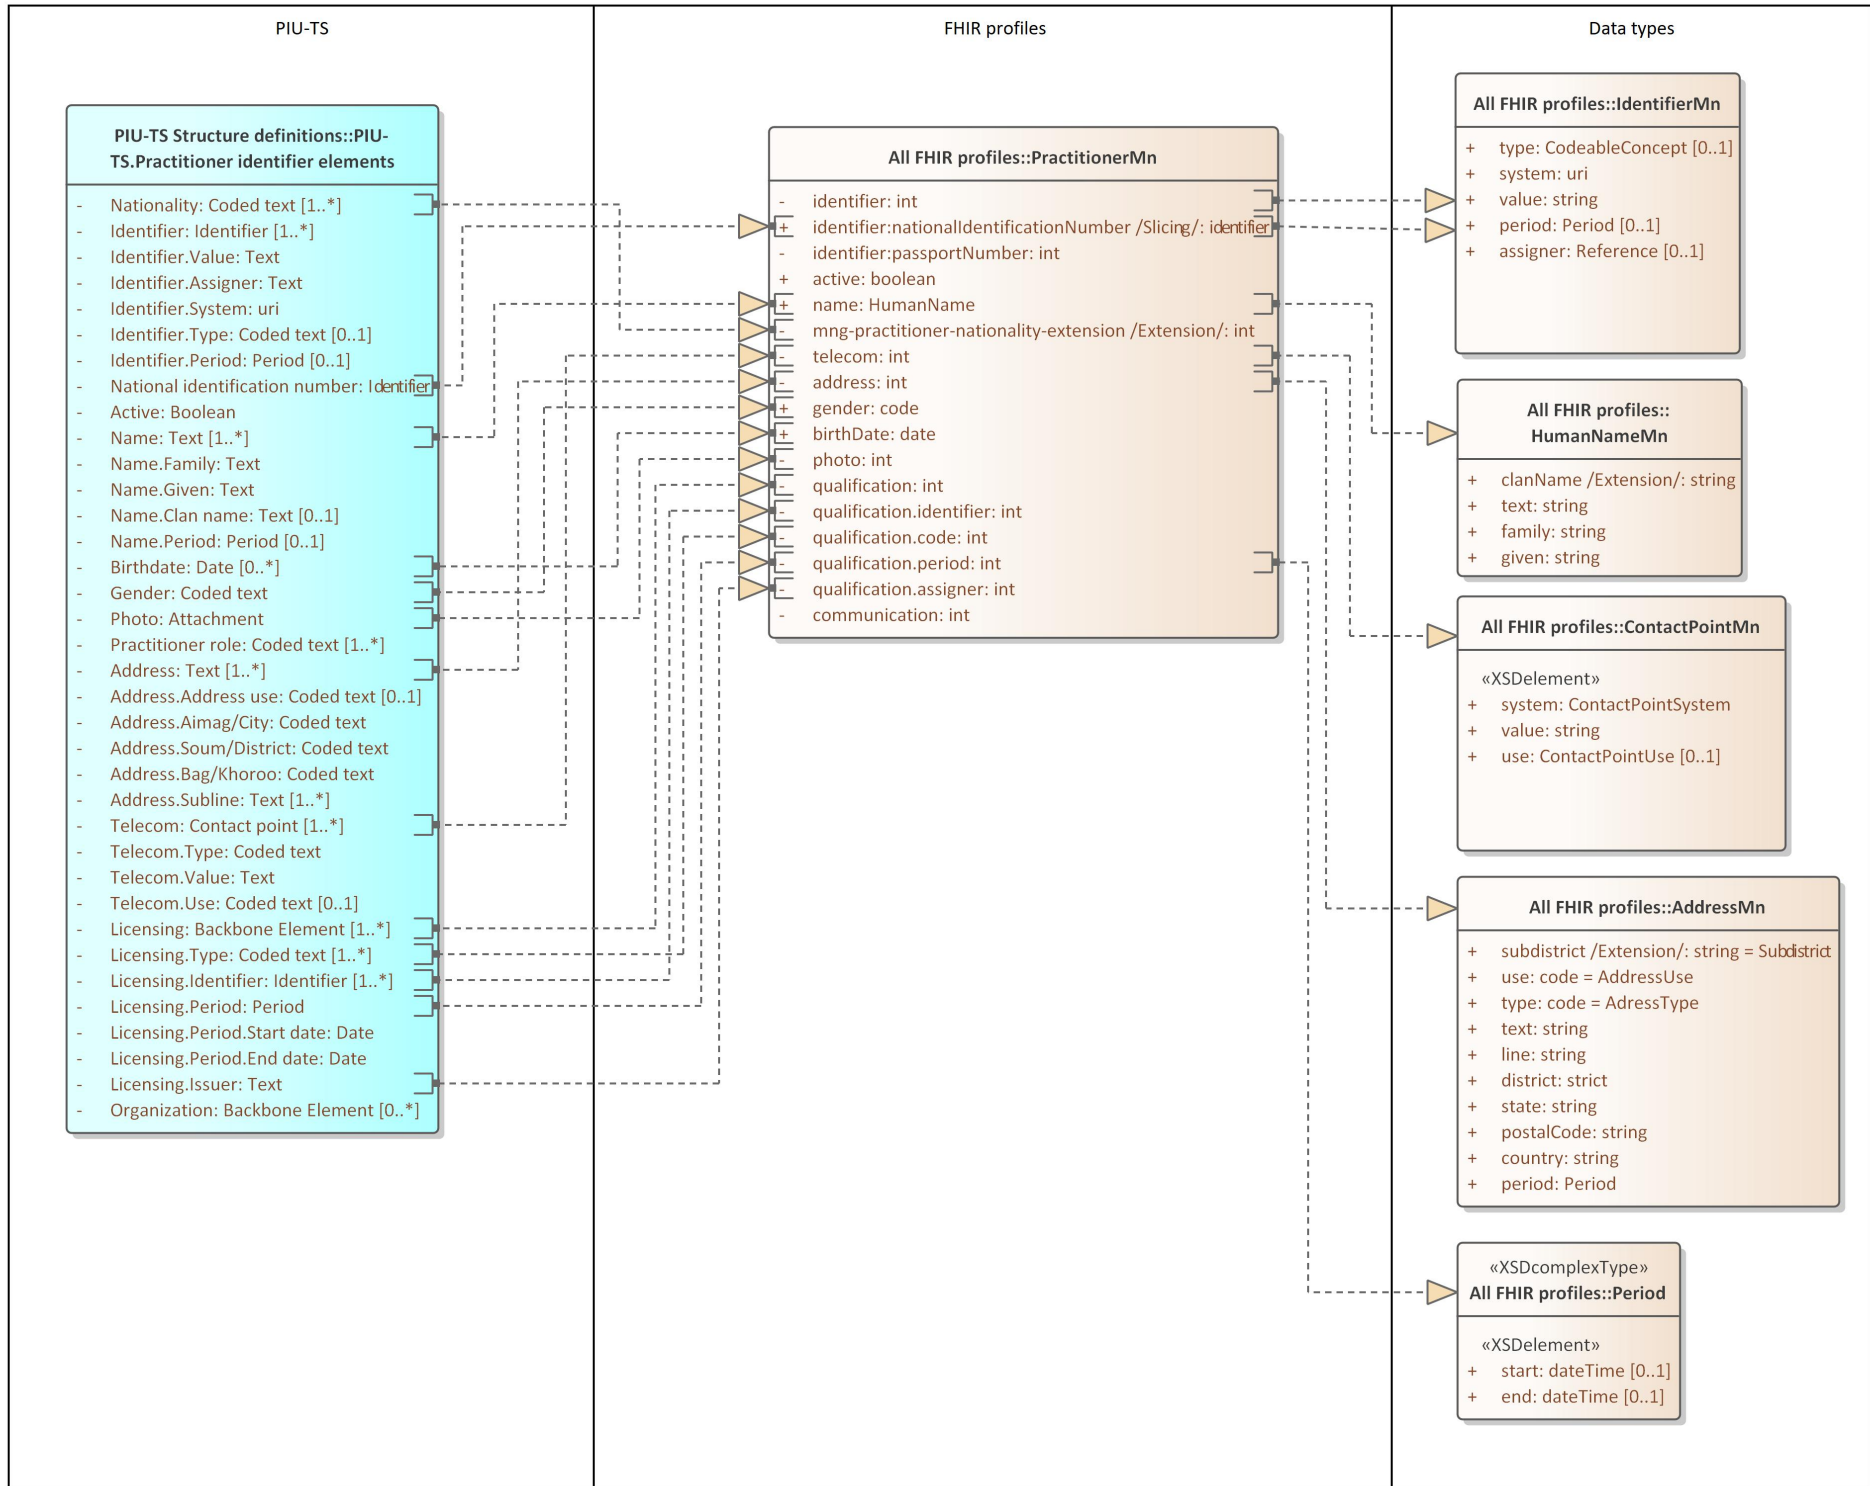 PIU-TS
FHIR profiles
Data types
PIU-TS Structure definitions::PIU-
TS.Practitioner identifier elements
- Nationality: Coded text [1..*]
- Identifier: Identifier [1..*]
- Identifier.Value: Text
- Identifier.Assigner: Text
- Identifier.System: uri
- Identifier.Type: Coded text [0..1]
- Identifier.Period: Period [0..1]
- National identification number: Identifier
- Active: Boolean
- Name: Text [1..*]
- Name.Family: Text
- Name.Given: Text
- Name.Clan name: Text [0..1]
- Name.Period: Period [0..1]
- Birthdate: Date [0..*]
- Gender: Coded text
- Photo: Attachment
- Practitioner role: Coded text [1..*]
- Address: Text [1..*]
- Address.Address use: Coded text [0..1]
- Address.Aimag/City: Coded text
- Address.Soum/District: Coded text
- Address.Bag/Khoroo: Coded text
- Address.Subline: Text [1..*]
- Telecom: Contact point [1..*]
- Telecom.Type: Coded text
- Telecom.Value: Text
- Telecom.Use: Coded text [0..1]
- Licensing: Backbone Element [1..*]
- Licensing.Type: Coded text [1..*]
- Licensing.Identifier: Identifier [1..*]
- Licensing.Period: Period
- Licensing.Period.Start date: Date
- Licensing.Period.End date: Date
- Licensing.Issuer: Text
- Organization: Backbone Element [0..*]
All FHIR profiles::PractitionerMn
- identifier: int
+ identifier:nationalIdentificationNumber /Slicing/: identifier
- identifier:passportNumber: int
+ active: boolean
+ name: HumanName
- mng-practitioner-nationality-extension /Extension/: int
- telecom: int
- address: int
+ gender: code
+ birthDate: date
- photo: int
- qualification: int
- qualification.identifier: int
- qualification.code: int
- qualification.period: int
- qualification.assigner: int
- communication: int
All FHIR profiles::IdentifierMn
+ type: CodeableConcept [0..1]
+ system: uri
+ value: string
+ period: Period [0..1]
+ assigner: Reference [0..1]
All FHIR profiles::
HumanNameMn
+ clanName /Extension/: string
+ text: string
+ family: string
+ given: string
All FHIR profiles::ContactPointMn
«XSDelement»
+ system: ContactPointSystem
+ value: string
+ use: ContactPointUse [0..1]
All FHIR profiles::AddressMn
+ subdistrict /Extension/: string = Subdistrict
+ use: code = AddressUse
+ type: code = AdressType
+ text: string
+ line: string
+ district: strict
+ state: string
+ postalCode: string
+ country: string
+ period: Period
«XSDcomplexType»
All FHIR profiles::Period
«XSDelement»
+ start: dateTime [0..1]
+ end: dateTime [0..1]